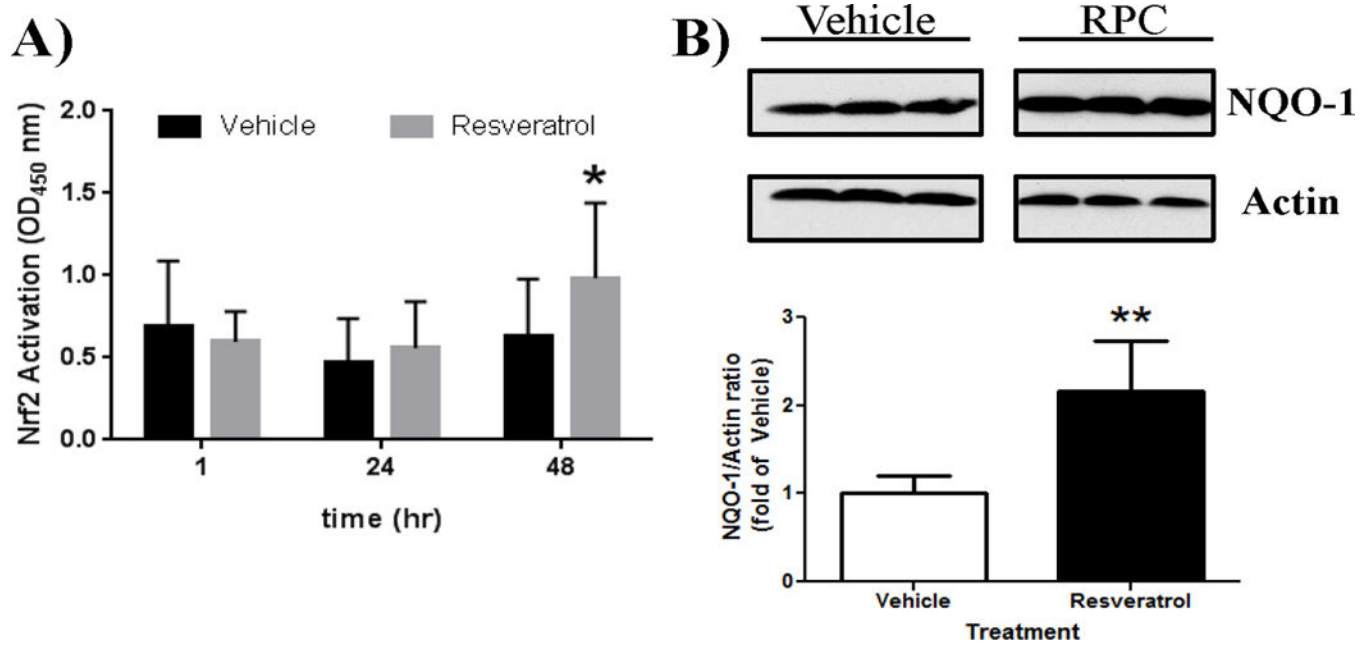 A)
Nrf2 Activation (OD450 nm)
2.0
1.5
1.0
0.5
0.0
Vehicle
Resveratrol
*
1
24
48
time (hr)
B)
Vehicle
RPC
NQO-1
Actin
NQO-1/Actin ratio
(fold of Vehicle)
3
2
1
0
**
Vehicle
Resveratrol
Treatment